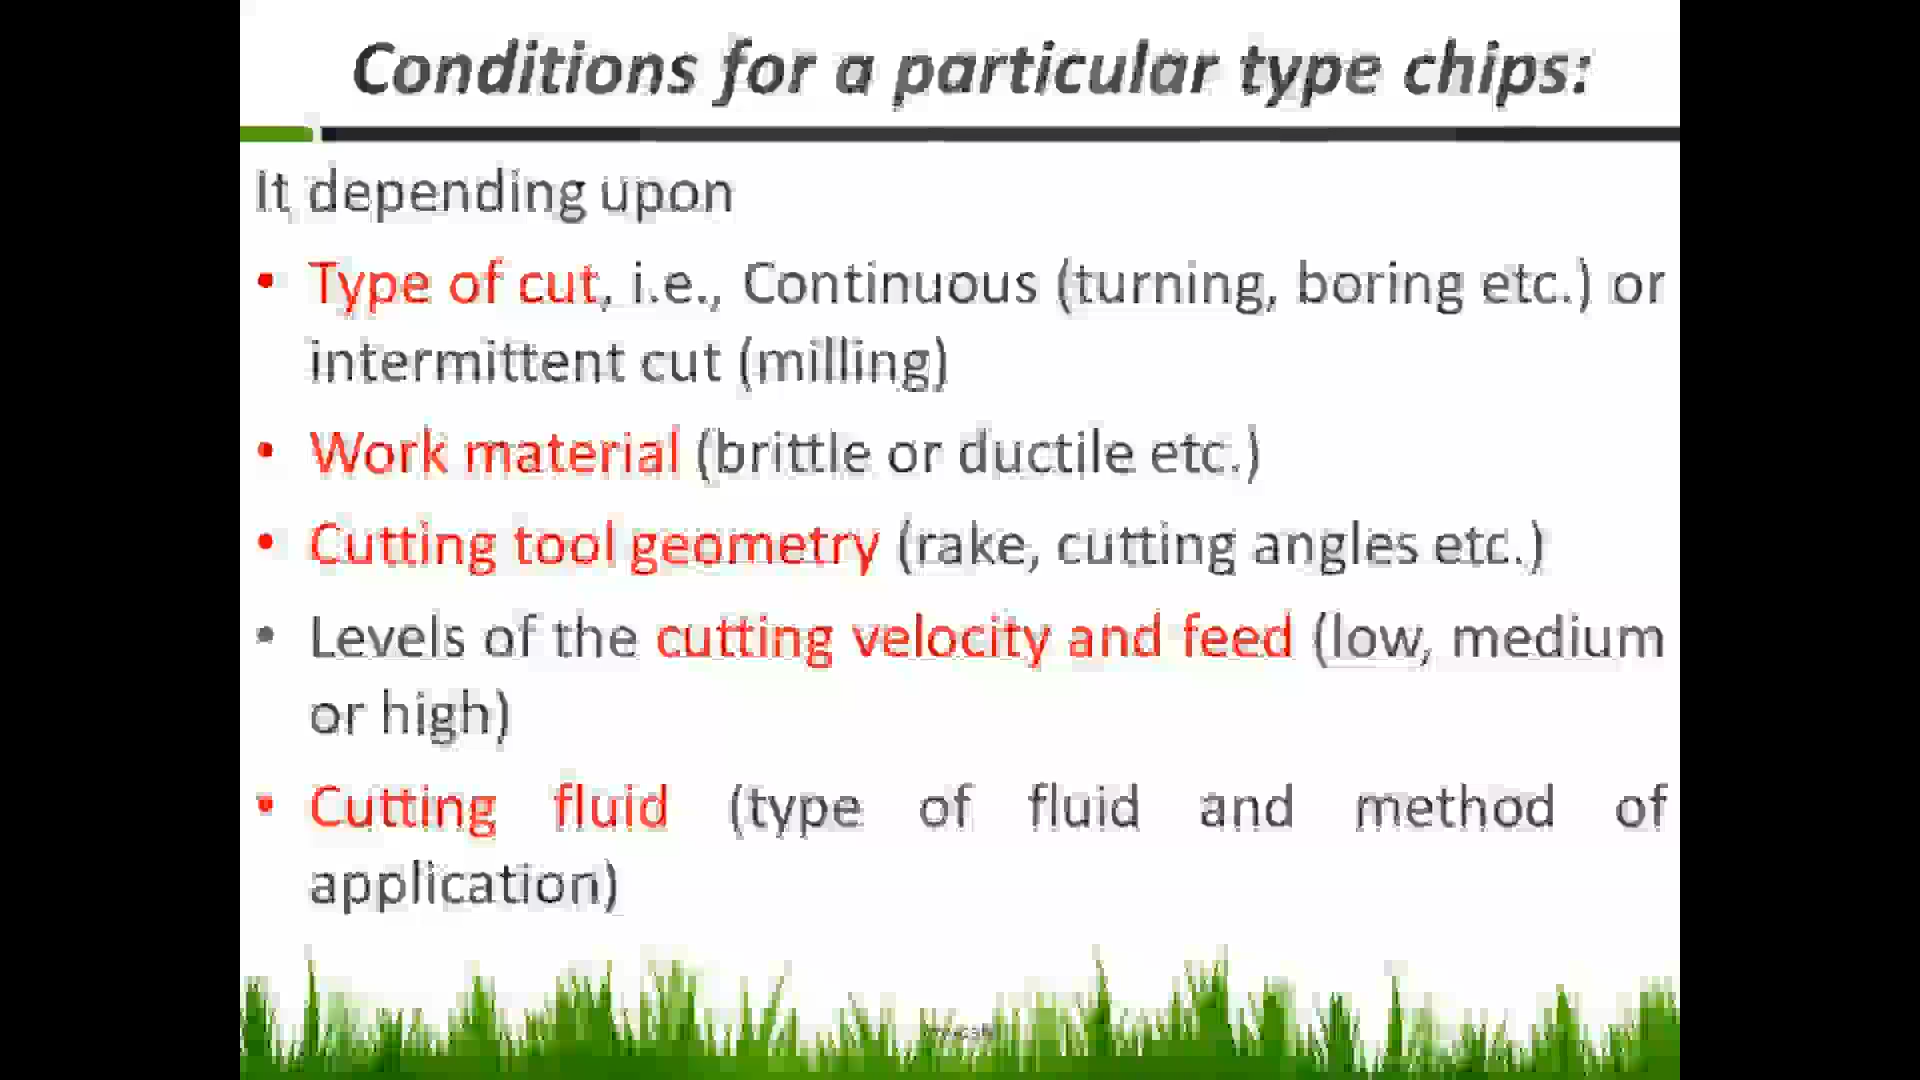 Conditions for a particular type chips:
It depending upon
• Type of cut, i.e., Continuous (turning, boring etc.) or
intermittent cut (milling)
• Work material (brittle or ductile etc.)
• Cutting tool geometry (rake, cutting angles etc.)
• Levels of the cutting velocity and feed (low, medium
or high)
• Cutting fluid (type of fluid and method of
application)